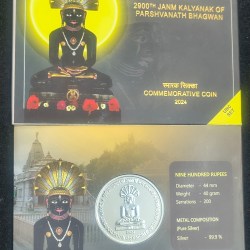 2900TH JANM KALYANAK OF
PARSHVANATH BHAGWAN
स्मारक सिक्का
COMMEMORATIVE COIN
2024
NINE HUNDRED RUPEES
Diameter - 44 mm
Weight - 40 gram
Serrations - 200
METAL COMPOSITION
(Pure Silver)
Silver - 99.9 %